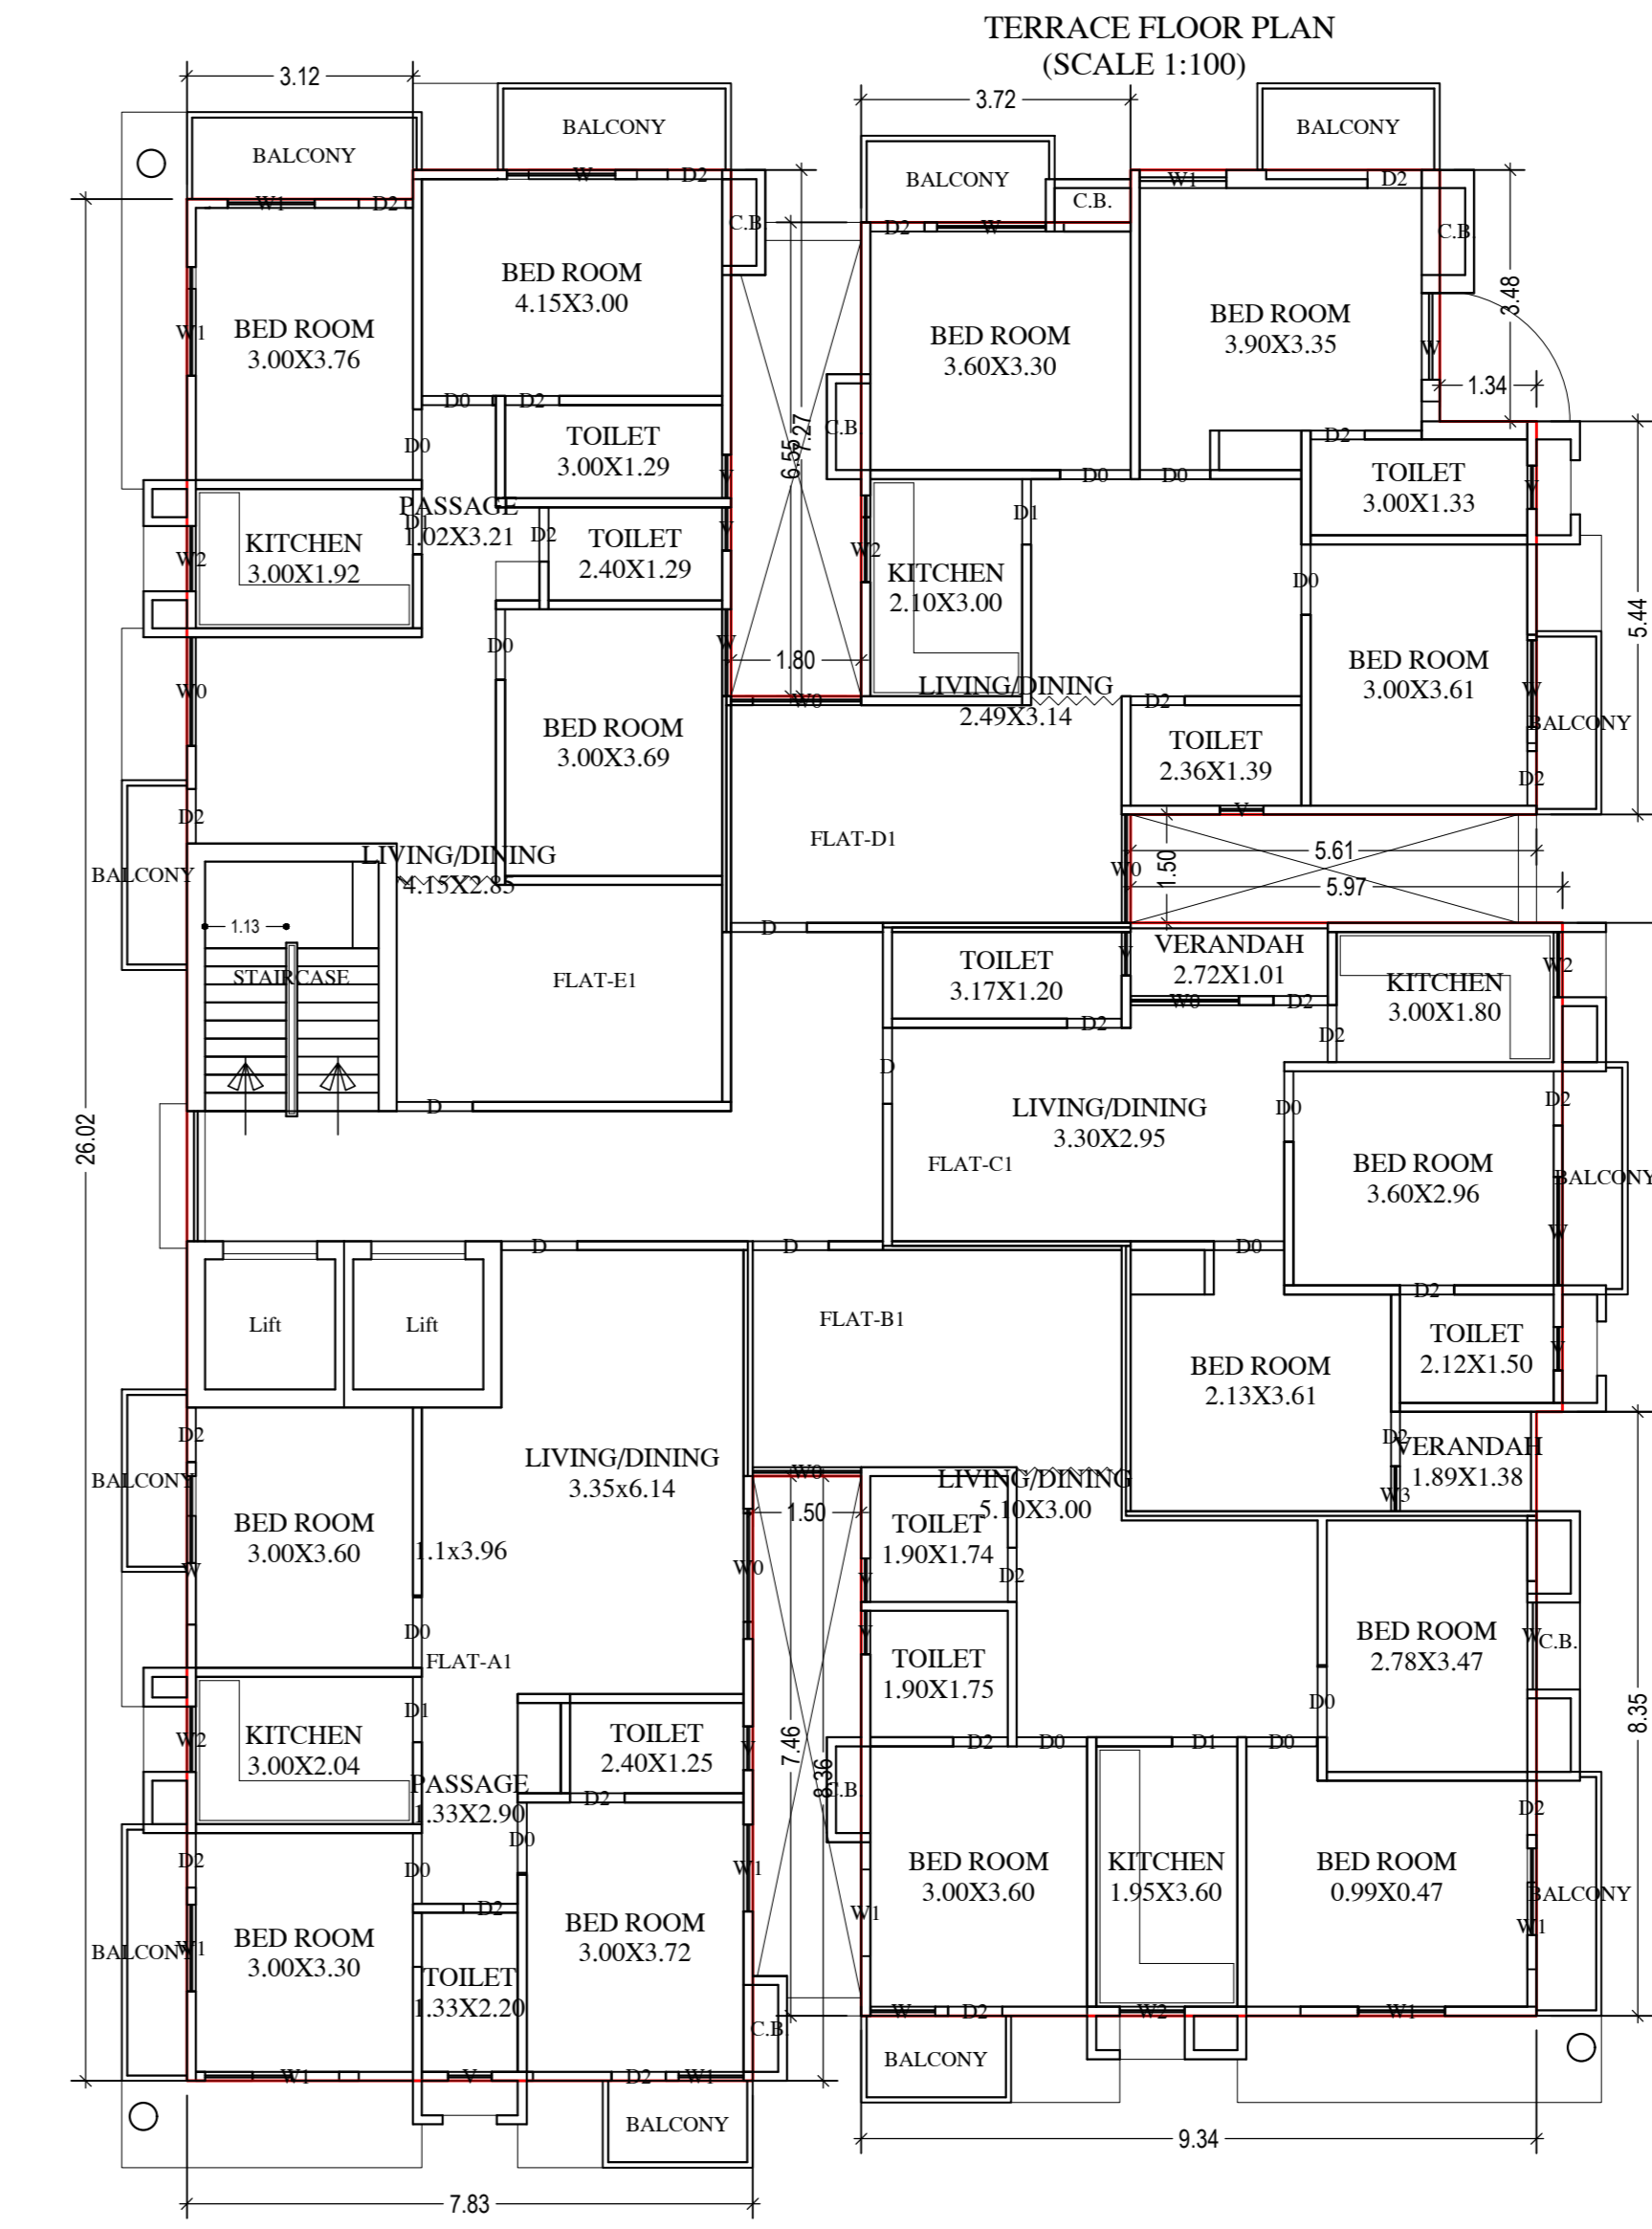 TERRACE FLOOR PLAN
(SCALE 1:100)
3.12
3.72
BALCONY
BALCONY
BALCONY
BALCONY
W1
D2
W
D2
C.B.
D2
W
C.B.
W1
D2
C.B.
BED ROOM
4.15X3.00
BED ROOM
3.00X3.76
W1
BED ROOM
3.60X3.30
BED ROOM
3.90X3.35
W
3.48
1.34
6.55
7.27
C.B.
D0
D2
D0
TOILET
3.00X1.29
V
D0
D0
D2
TOILET
3.00X1.33
V
PASSAGE
1.02X3.21
D1
D2
TOILET
2.40X1.29
V
KITCHEN
3.00X1.92
W2
W2
D1
KITCHEN
2.10X3.00
D0
5.44
D0
W
1.80
W0
W0
BED ROOM
3.00X3.69
LIVING/DINING
2.49X3.14
BED ROOM
3.00X3.61
W
BALCONY
D2
D2
TOILET
2.36X1.39
V
D2
BALCONY
LIVING/DINING
4.15X2.85
FLAT-D1
W0
1.50
5.61
5.97
1.13
STAIRCASE
FLAT-E1
D
TOILET
3.17X1.20
V
VERANDAH
2.72X1.01
W0
D2
D2
D2
KITCHEN
3.00X1.80
W2
26.02
D
D
LIVING/DINING
3.30X2.95
FLAT-C1
D0
BED ROOM
3.60X2.96
D2
BALCONY
W
D
D
D0
Lift
Lift
FLAT-B1
D2
TOILET
2.12X1.50
V
BED ROOM
2.13X3.61
D2
BALCONY
LIVING/DINING
3.35x6.14
W0
LIVING/DINING
5.10X3.00
D2
VERANDAH
1.89X1.38
W3
1.50
BED ROOM
3.00X3.60
W
1.1x3.96
W0
TOILET
1.90X1.74
V
D2
D0
FLAT-A1
V
TOILET
1.90X1.75
BED ROOM
2.78X3.47
W
C.B.
D0
8.35
D1
KITCHEN
3.00X2.04
W2
TOILET
2.40X1.25
V
7.46
8.36
C.B
D2
D0
D1
D0
PASSAGE
1.33X2.90
D2
D0
D2
D0
W1
D2
BED ROOM
3.00X3.60
KITCHEN
1.95X3.60
BED ROOM
0.99X0.47
BALCONY
W1
W1
D2
BALCONY
W1
BED ROOM
3.00X3.30
BED ROOM
3.00X3.72
TOILET
1.33X2.20
C.B.
W
D2
W2
W1
W1
V
D2
W1
BALCONY
BALCONY
9.34
7.83